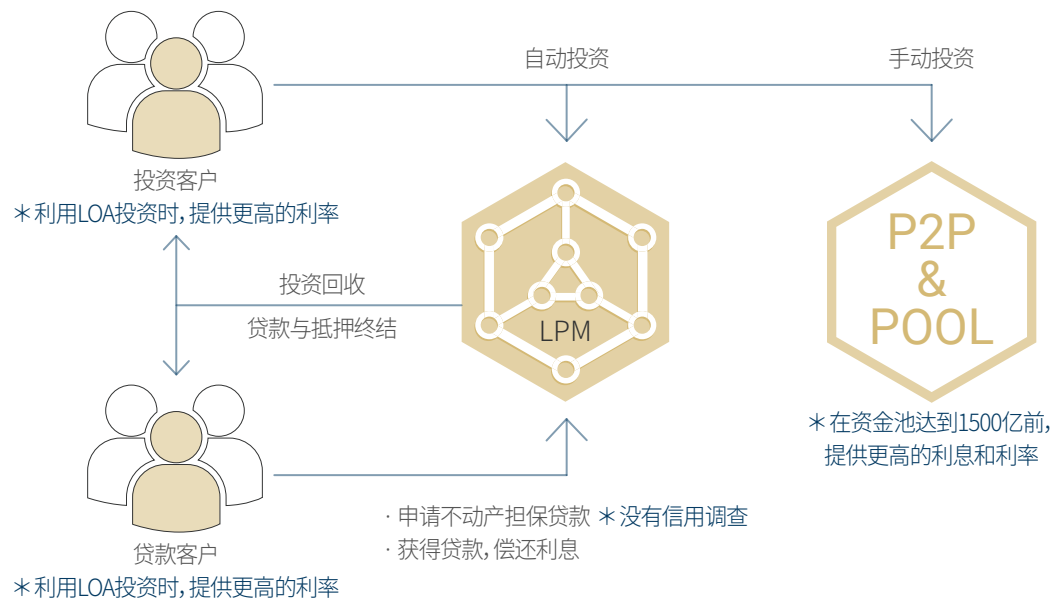 自动投资
手动投资
投资客户
＊利用LOA投资时, 提供更高的利率
投资回收
贷款与抵押终结
LPM
P2P
&
POOL
＊在资金池达到1500亿前,
提供更高的利息和利率
· 申请不动产担保贷款 ＊没有信用调查
· 获得贷款, 偿还利息
贷款客户
＊利用LOA投资时, 提供更高的利率